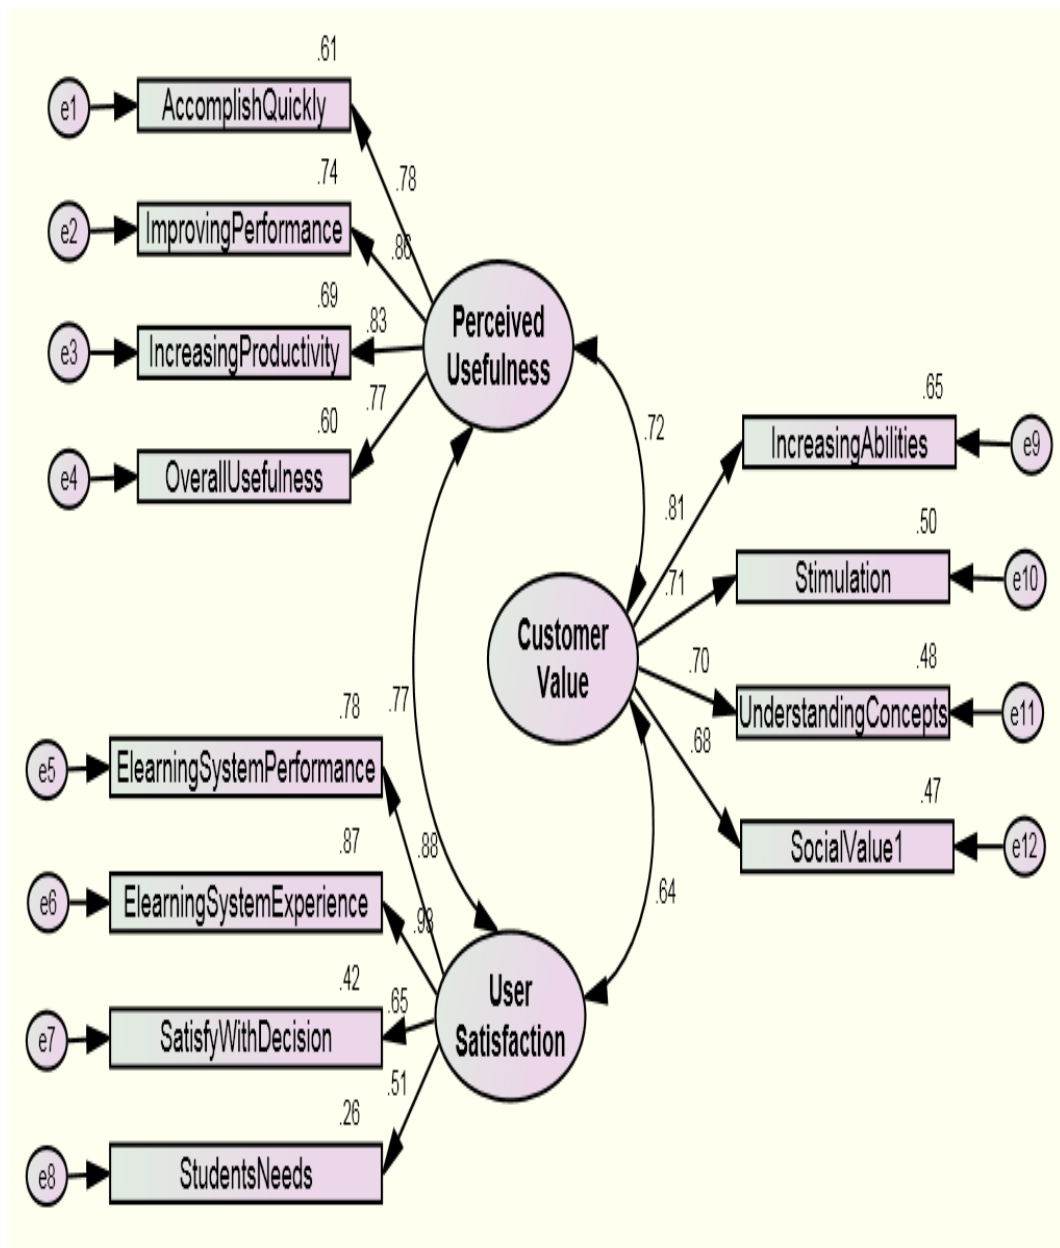 .61
e1
AccomplishQuickly
.78
.74
e2
ImprovingPerformance
.86
.69
e3
IncreasingProductivity
.83
.60
e4
OverallUsefulness
.77
Perceived
Usefulness
.72
.65
IncreasingAbilities
e9
.81
.50
Stimulation
e10
.71
Customer
Value
.48
UnderstandingConcepts
e11
.70
.47
SocialValue1
e12
.68
.77
.64
.78
e5
ElearningSystemPerformance
.88
.87
e6
ElearningSystemExperience
.93
.42
e7
SatisfyWithDecision
.65
.26
e8
StudentsNeeds
.51
User
Satisfaction